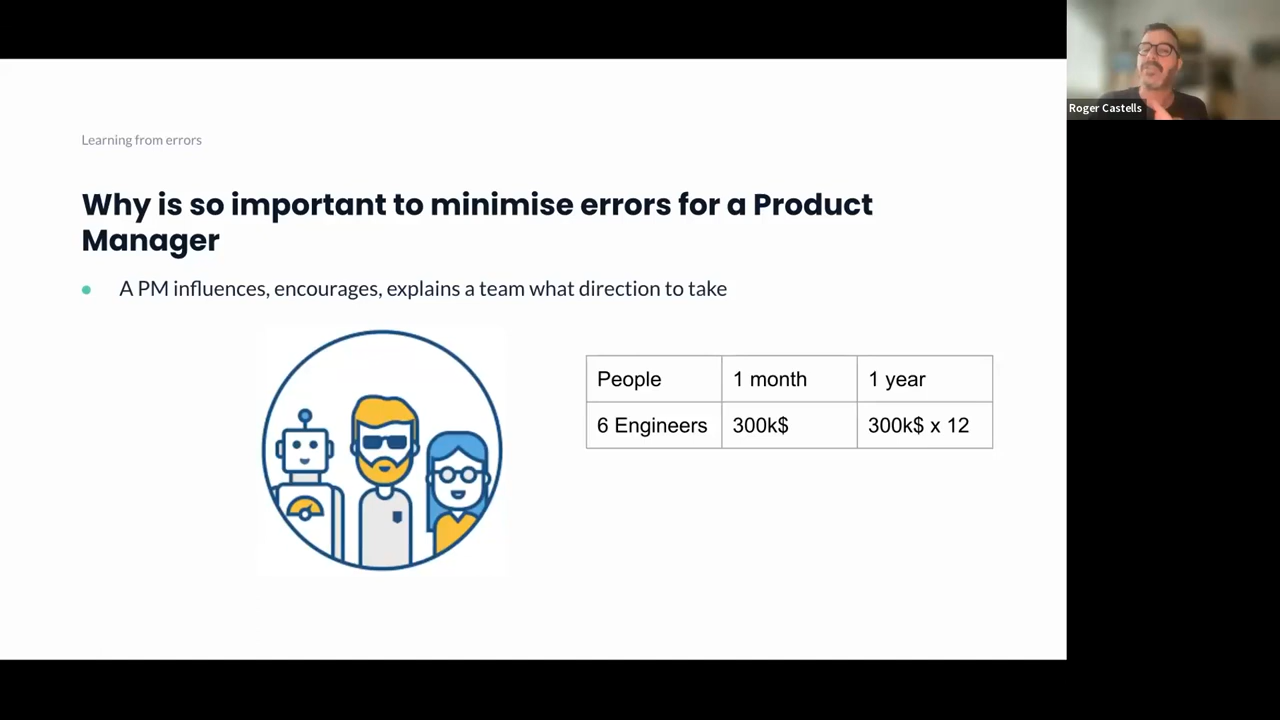 Roger Castells
Learning from errors
Why is so important to minimise errors for a Product
Manager
A PM influences, encourages, explains a team what direction to take
People 1 month 1 year
6 Engineers 300k$ 300k$ x 12